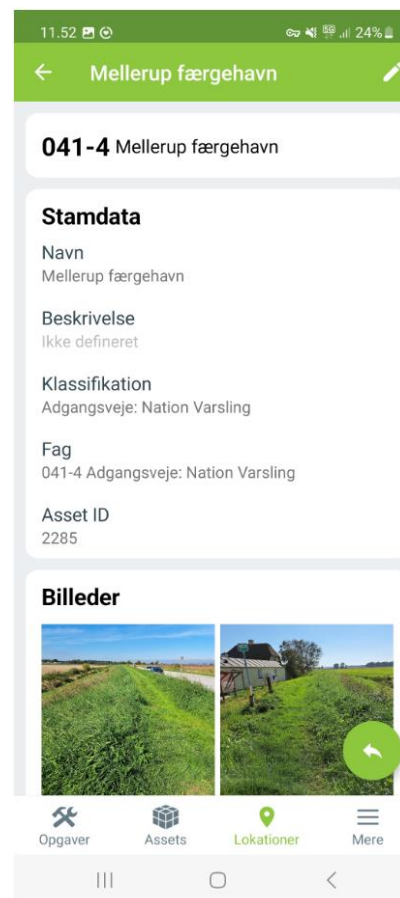 11.52 24%
Mellerup færgehavn
041-4 Mellerup færgehavn
Stamdata
Navn
Mellerup færgehavn
Beskrivelse
Ikke defineret
Klassifikation
Adgangsveje: Nation Varsling
Fag
041-4 Adgangsveje: Nation Varsling
Asset ID
2285
Billeder
Opgaver Assets Lokationer Mere